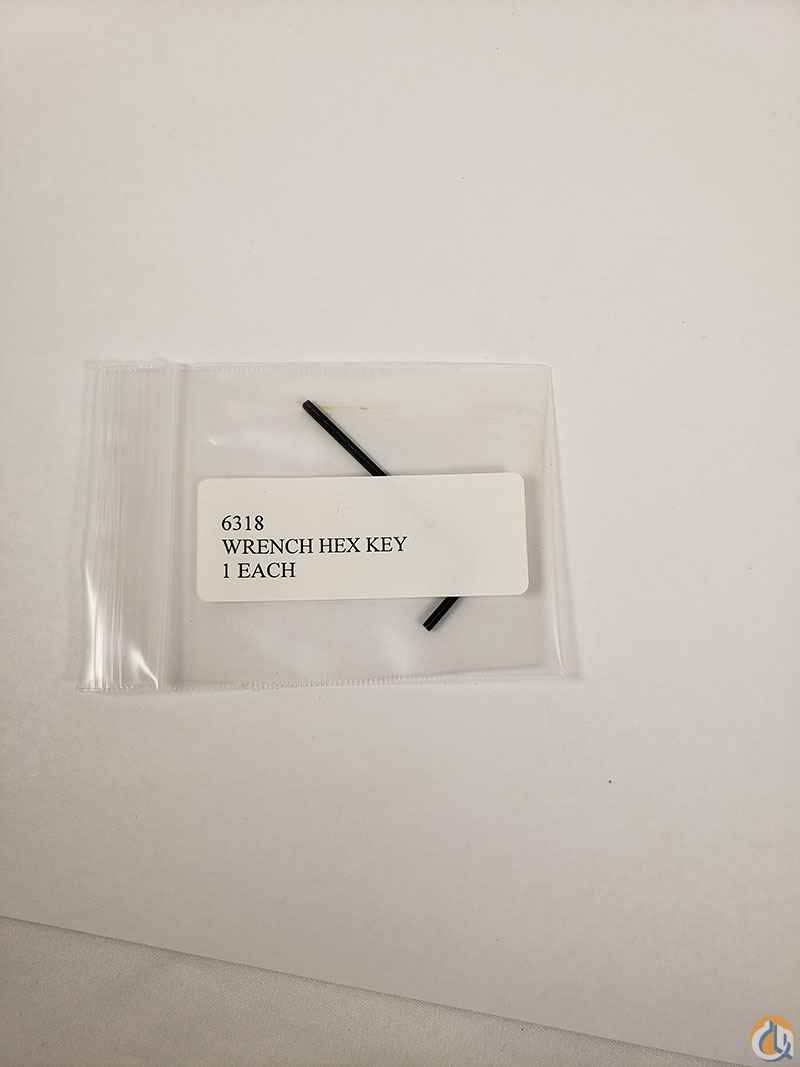 6318
WRENCH HEX KEY
1 EACH